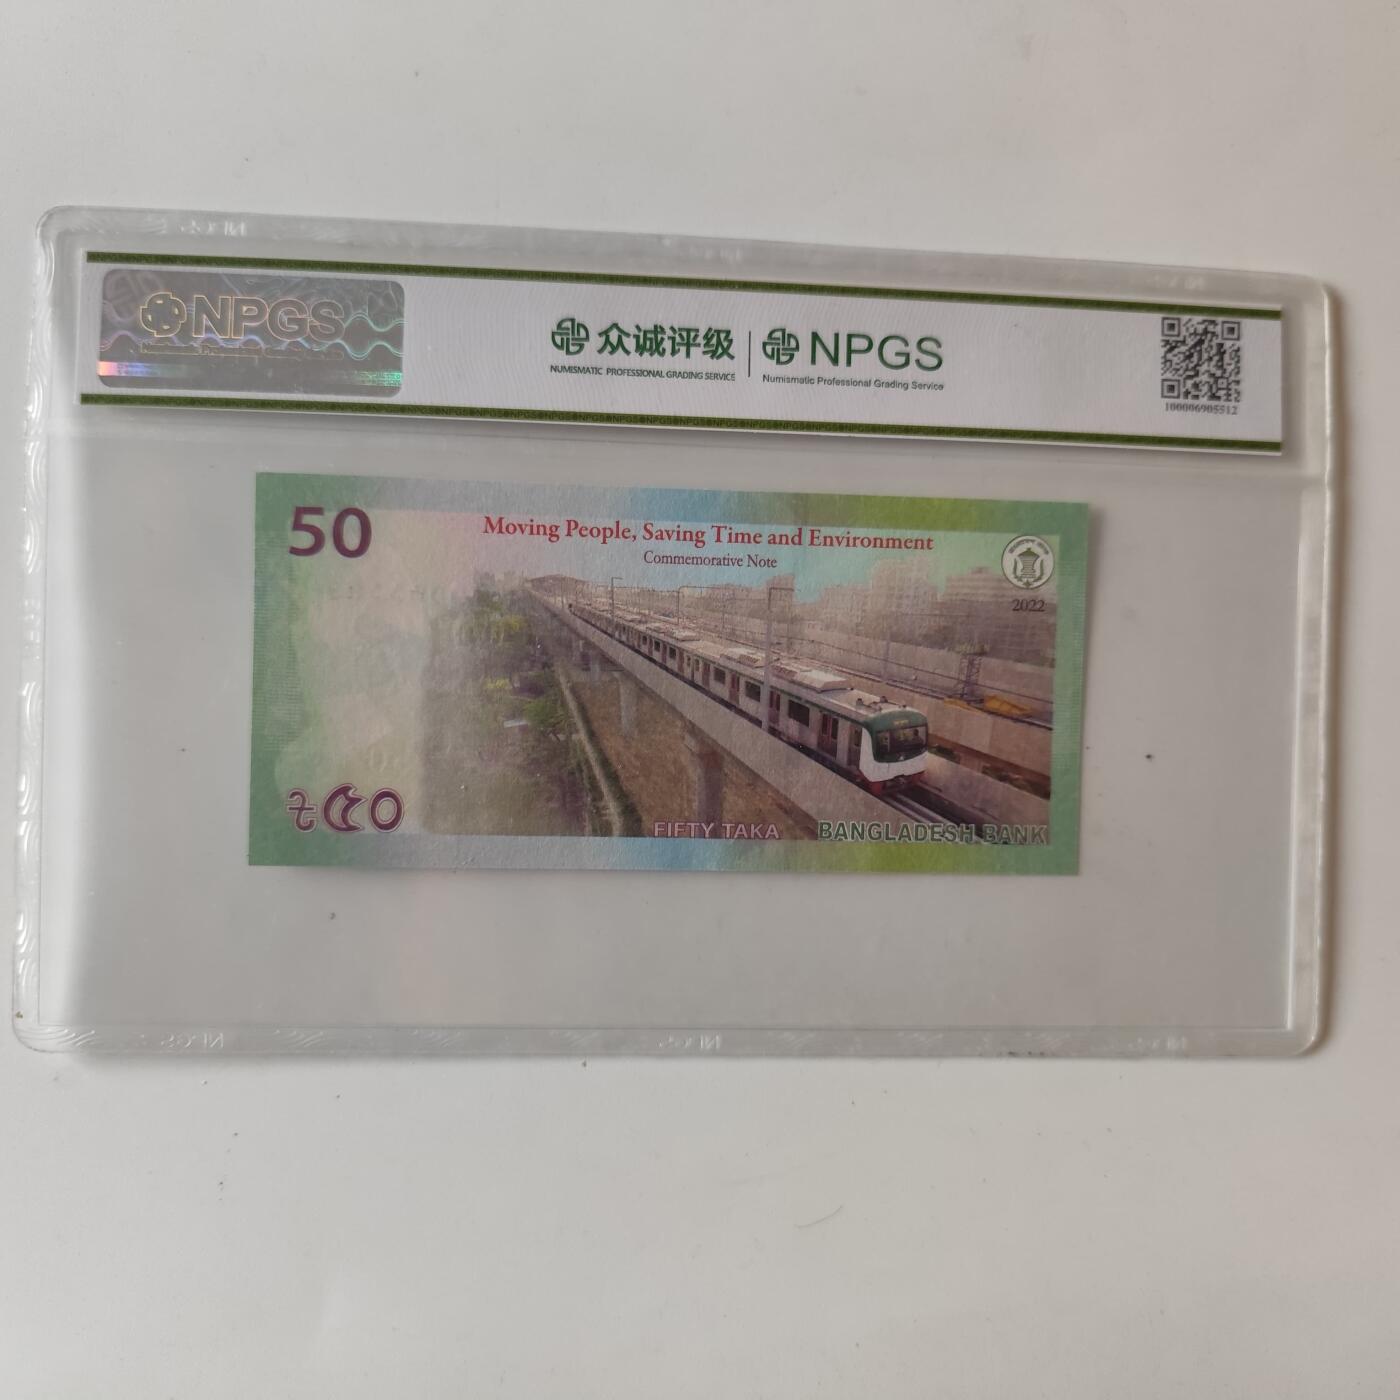 NPGS
众诚评级
NUMISMATIC PROFESSIONAL GRADING SERVICE
NPGS
Numismatic Professional Grading Service
100006905512
50
Moving People, Saving Time and Environment
Commemorative Note
2022
৳৫০
FIFTY TAKA
BANGLADESH BANK